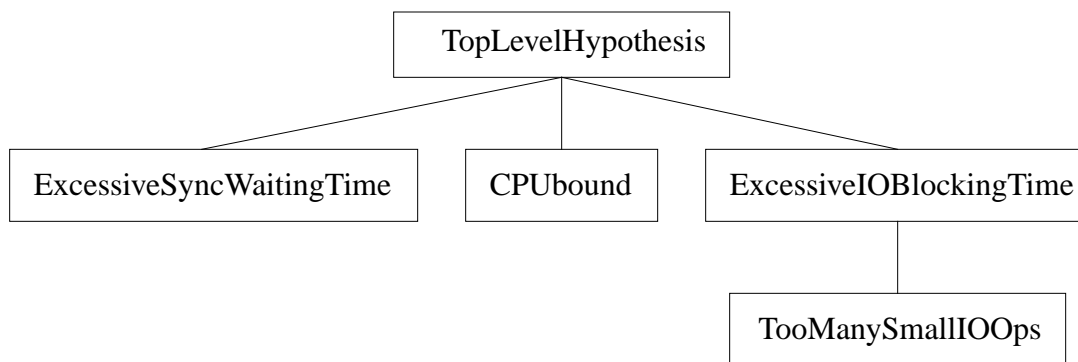 TopLevelHypothesis
ExcessiveSyncWaitingTime
CPUbound
ExcessiveIOBlockingTime
TooManySmallIOOps